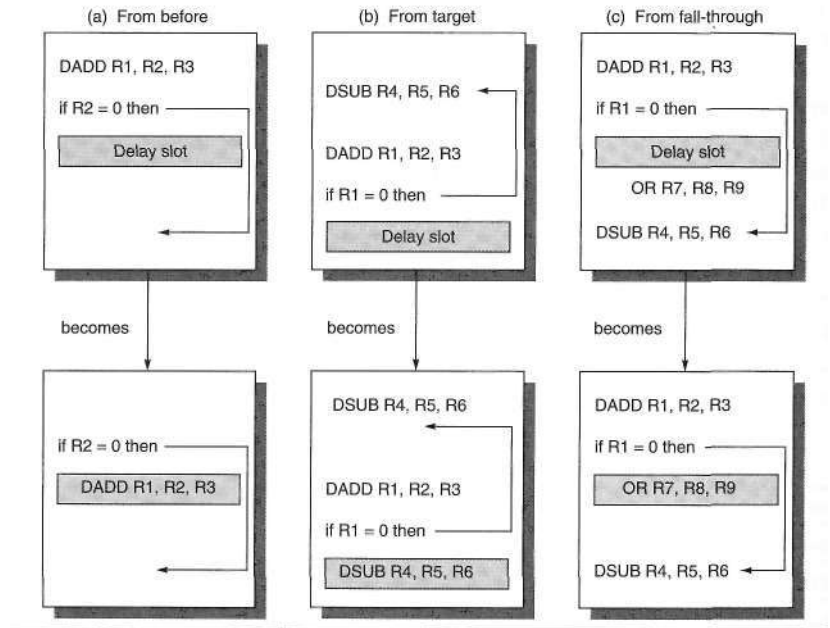 (a) From before
DADD R1, R2, R3
if R2 = 0 then
Delay slot
becomes
if R2 = 0 then
DADD R1, R2, R3
(b) From target
DSUB R4, R5, R6
DADD R1, R2, R3
if R1 = 0 then
Delay slot
becomes
DSUB R4, R5, R6
DADD R1, R2, R3
if R1 = 0 then
DSUB R4, R5, R6
(c) From fall-through
DADD R1, R2, R3
if R1 = 0 then
Delay slot
OR R7, R8, R9
DSUB R4, R5, R6
becomes
DADD R1, R2, R3
if R1 = 0 then
OR R7, R8, R9
DSUB R4, R5, R6